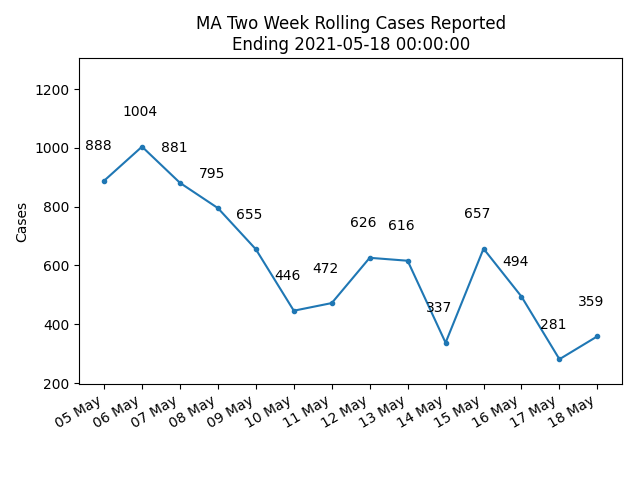 MA Two Week Rolling Cases Reported
Ending 2021-05-18 00:00:00
Cases
1200
1000
800
600
400
200
888
1004
881
795
655
446
472
626
616
337
657
494
281
359
05 May
06 May
07 May
08 May
09 May
10 May
11 May
12 May
13 May
14 May
15 May
16 May
17 May
18 May